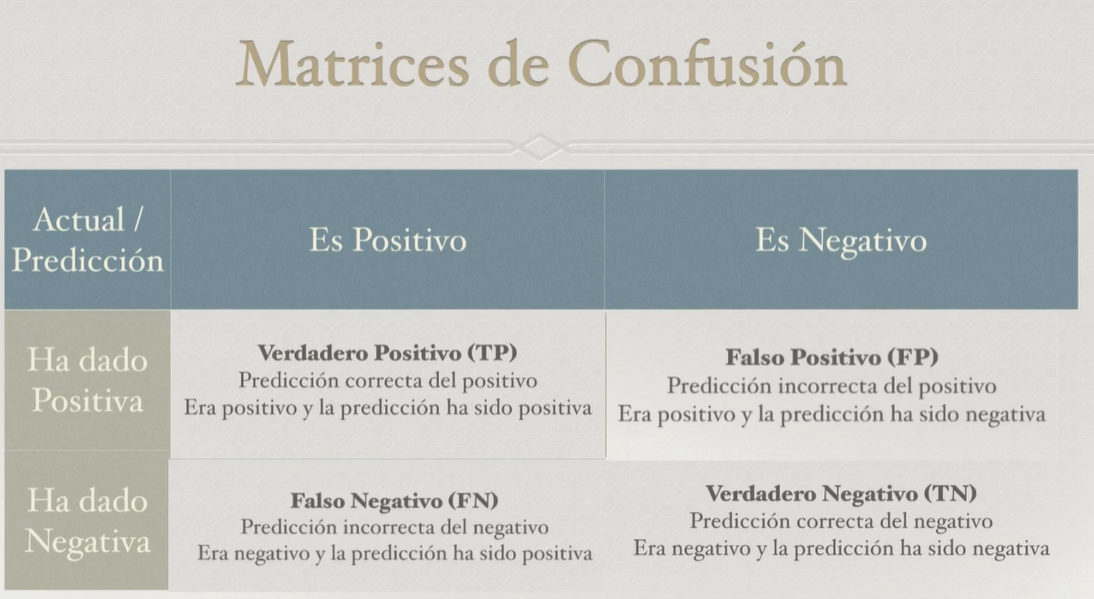 Matrices de Confusión
Actual /
Predicción
Es Positivo
Es Negativo
Ha dado
Positiva
Verdadero Positivo (TP)
Predicción correcta del positivo
Era positivo y la predicción ha sido positiva
Falso Positivo (FP)
Predicción incorrecta del positivo
Era positivo y la predicción ha sido negativa
Ha dado
Negativa
Falso Negativo (FN)
Predicción incorrecta del negativo
Era negativo y la predicción ha sido positiva
Verdadero Negativo (TN)
Predicción correcta del negativo
Era negativo y la predicción ha sido negativa